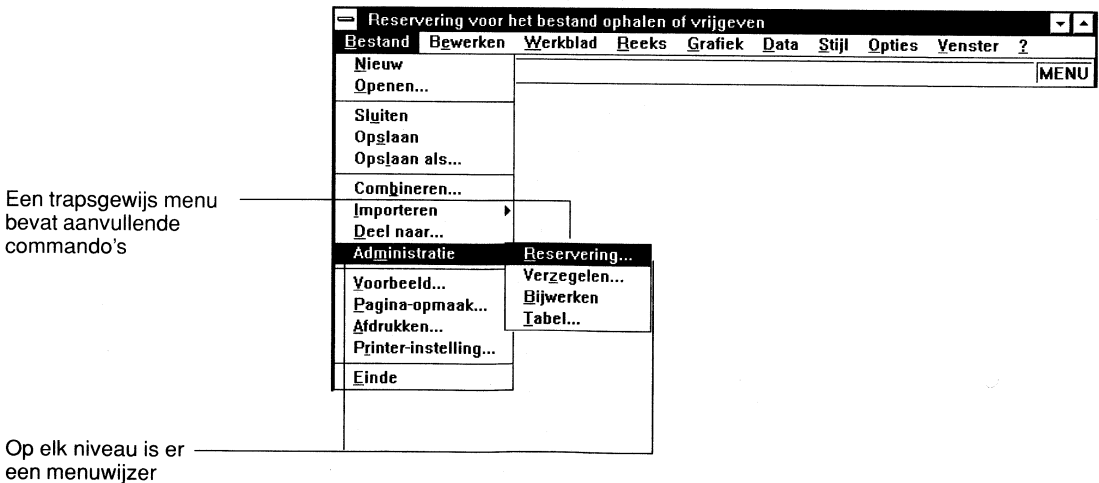 Reservering voor het bestand ophalen of vrijgeven
Bestand Bewerken Werkblad Reeks Grafiek Data Stijl Opties Venster ?
MENU
Nieuw
Openen...
Sluiten
Opslaan
Opslaan als...
Combineren...
Importeren
Deel naar...
Administratie
Voorbeeld...
Pagina-opmaak...
Afdrukken...
Printer-instelling...
Einde
Reservering...
Verzegelen...
Bijwerken
Tabel...
Een trapsgewijs menu
bevat aanvullende
commando's
Op elk niveau is er
een menuwijzer